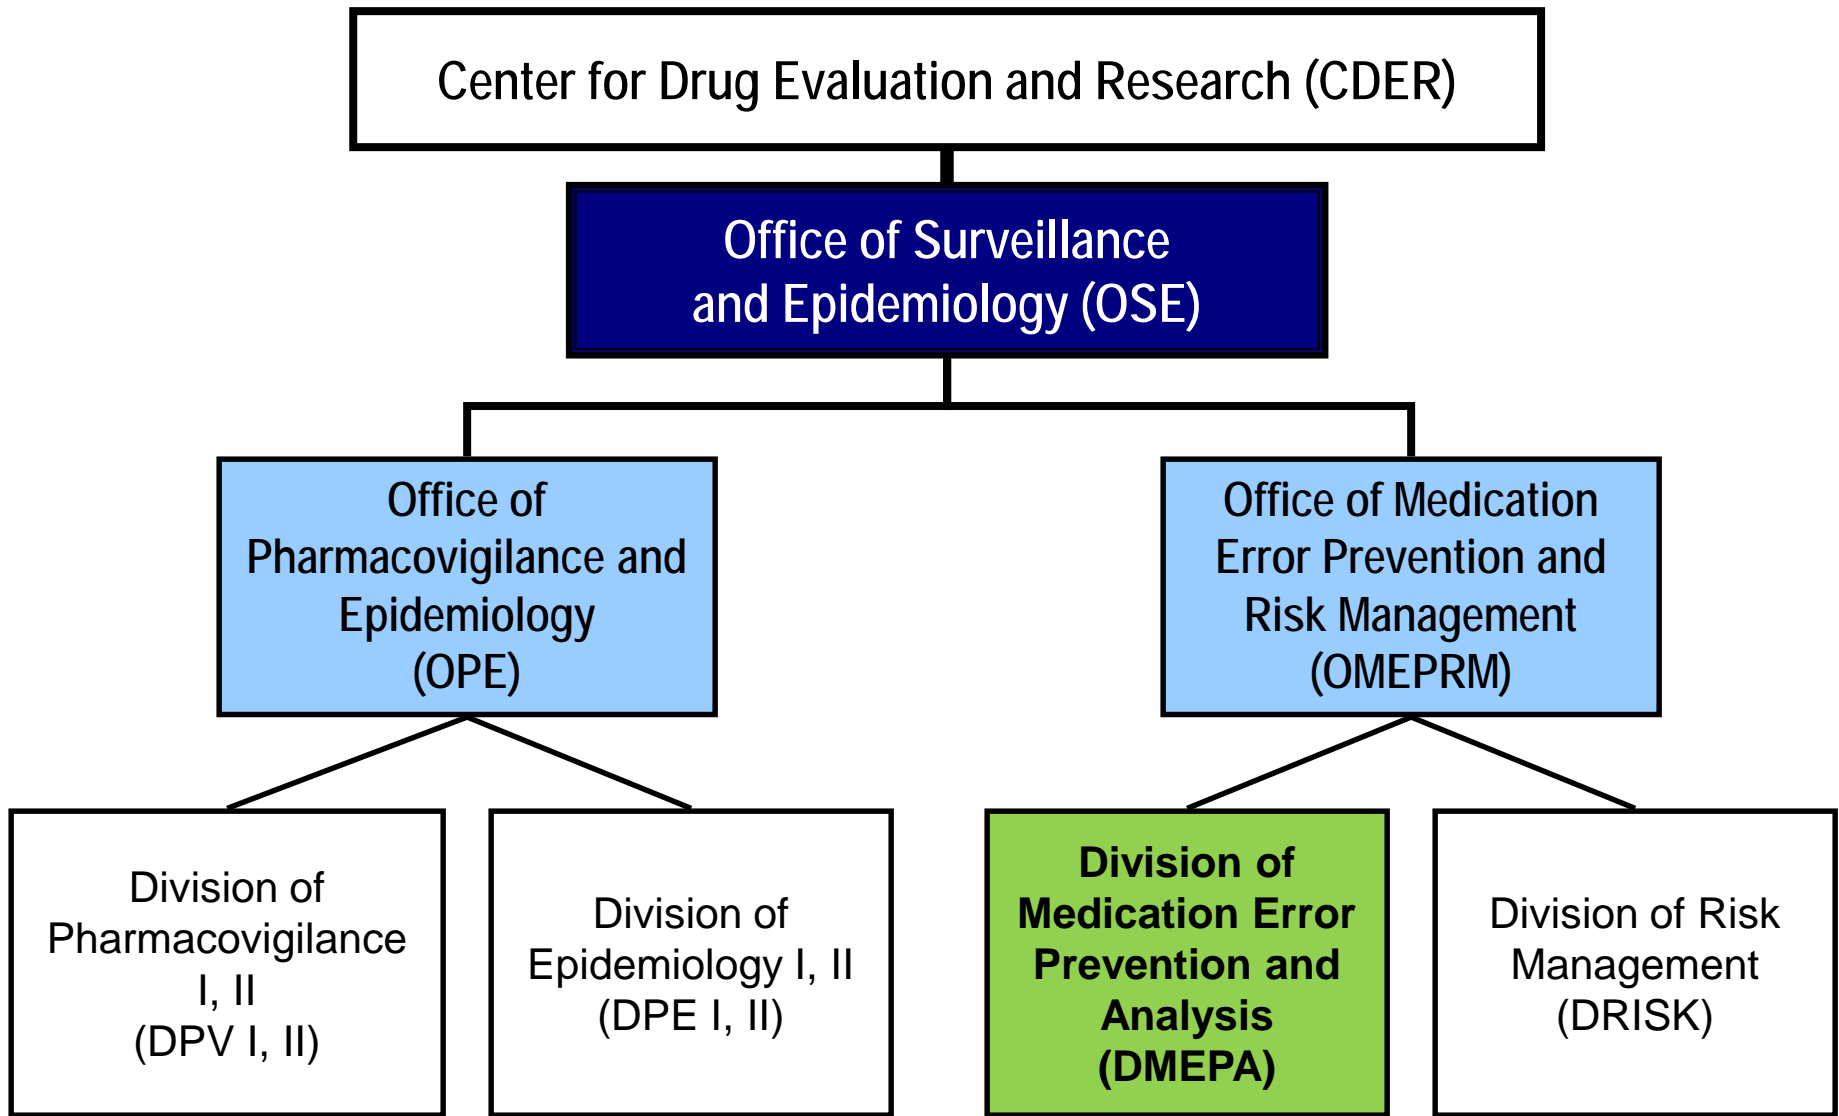 Center for Drug Evaluation and Research (CDER)
Office of Surveillance
and Epidemiology (OSE)
Office of
Pharmacovigilance and
Epidemiology
(OPE)
Office of Medication
Error Prevention and
Risk Management
(OMEPRM)
Division of
Pharmacovigilance
I, II
(DPV I, II)
Division of
Epidemiology I, II
(DPE I, II)
Division of
Medication Error
Prevention and
Analysis
(DMEPA)
Division of Risk
Management
(DRISK)